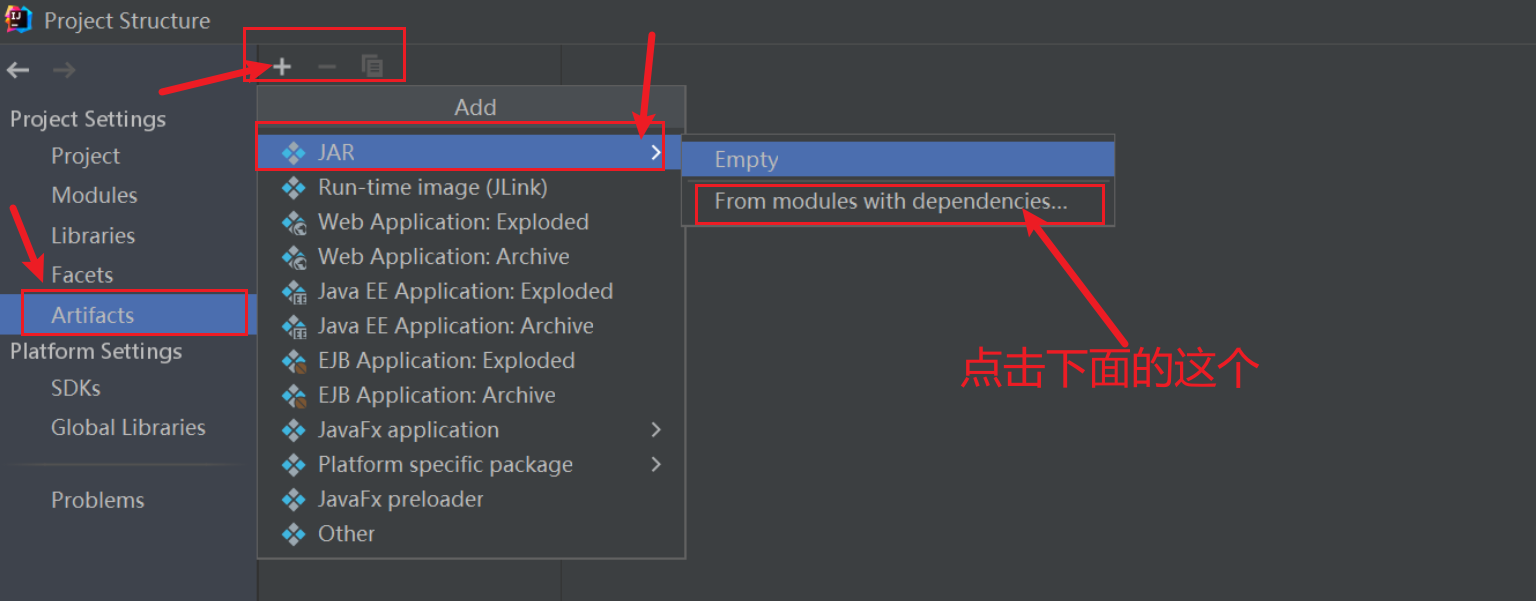 Project Structure
Project Settings
Project
Modules
Libraries
Facets
Artifacts
Platform Settings
SDKs
Global Libraries
Problems
Add
JAR
Run-time image (JLink)
Web Application: Exploded
Web Application: Archive
Java EE Application: Exploded
Java EE Application: Archive
EJB Application: Exploded
EJB Application: Archive
JavaFx application
Platform specific package
JavaFx preloader
Other
Empty
From modules with dependencies...
点击下面的这个